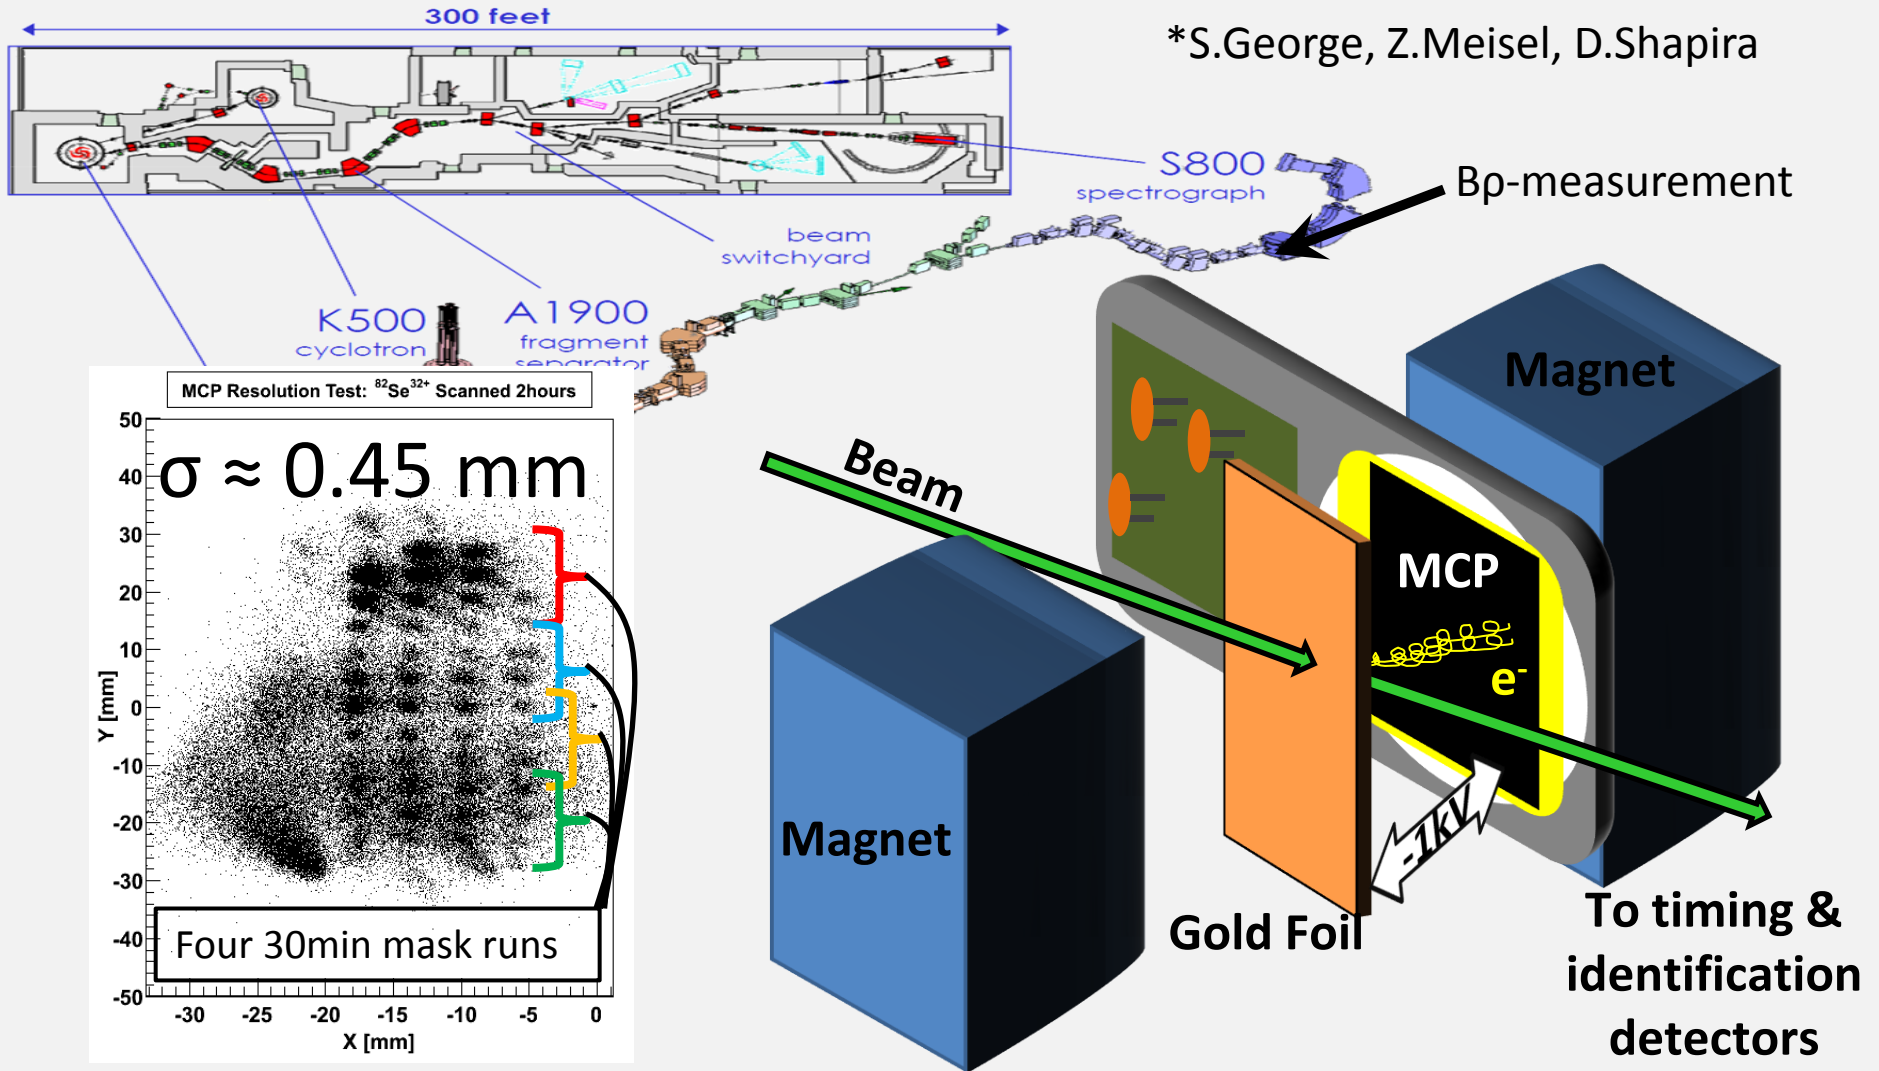 300 feet
*S.George, Z.Meisel, D.Shapira
S800
spectrograph
Bρ-measurement
beam
switchyard
K500
cyclotron
A1900
fragment
separator
MCP Resolution Test: ⁸²Se³²⁺ Scanned 2hours
σ ≈ 0.45 mm
50
40
30
20
10
0
-10
-20
-30
-40
-50
Y [mm]
-30 -25 -20 -15 -10 -5 0
X [mm]
Four 30min mask runs
Beam
Magnet
MCP
e⁻
Magnet
-1kV
Gold Foil
To timing &
identification
detectors